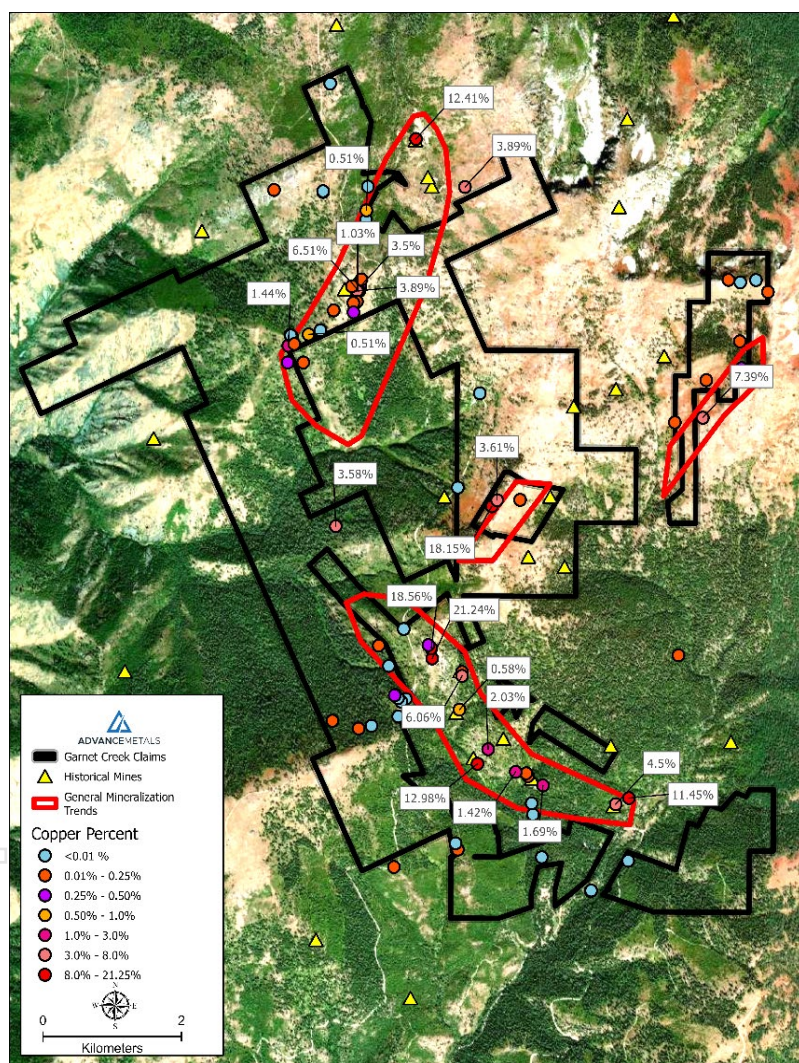 12.41%
3.89%
0.51%
1.03%
6.51%
3.5%
1.44%
3.89%
0.51%
7.39%
3.61%
3.58%
18.15%
18.56%
21.24%
0.58%
2.03%
6.06%
4.5%
12.98%
1.42%
11.45%
1.69%
ADVANCEMETALS
Garnet Creek Claims
Historical Mines
General Mineralization
Trends
Copper Percent
<0.01 %
0.01% - 0.25%
0.25% - 0.50%
0.50% - 1.0%
1.0% - 3.0%
3.0% - 8.0%
8.0% - 21.25%
N
W E
S
0 2
Kilometers